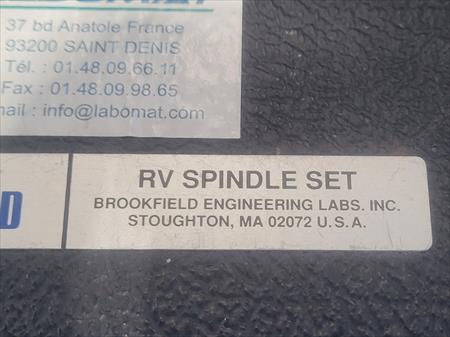 37 bd Anatole France
93200 SAINT DENIS
Tél. : 01.48.09.66.11
Fax : 01.48.09.98.65
Mail : info@labomat.com
RV SPINDLE SET
BROOKFIELD ENGINEERING LABS. INC.
STOUGHTON, MA 02072 U.S.A.